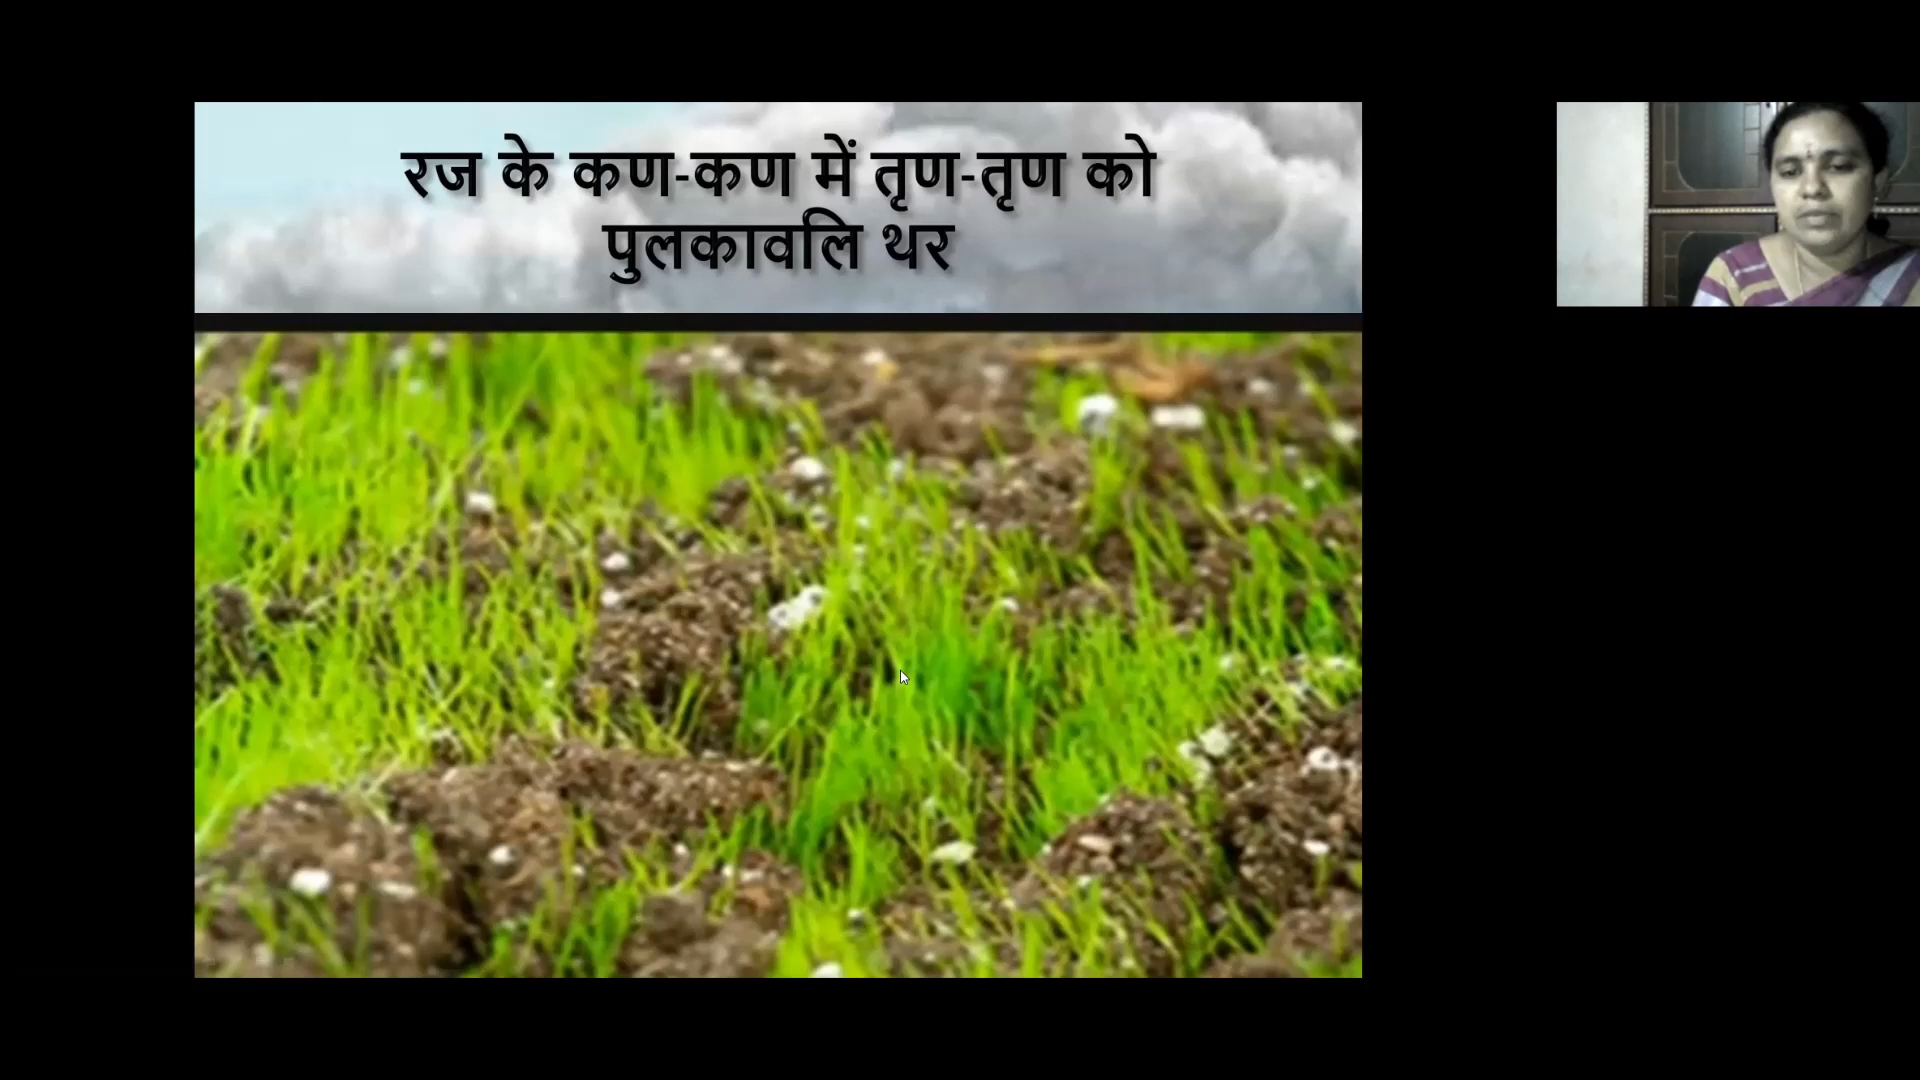 रज के कण-कण में तृण-तृण को
पुलकावलि थर